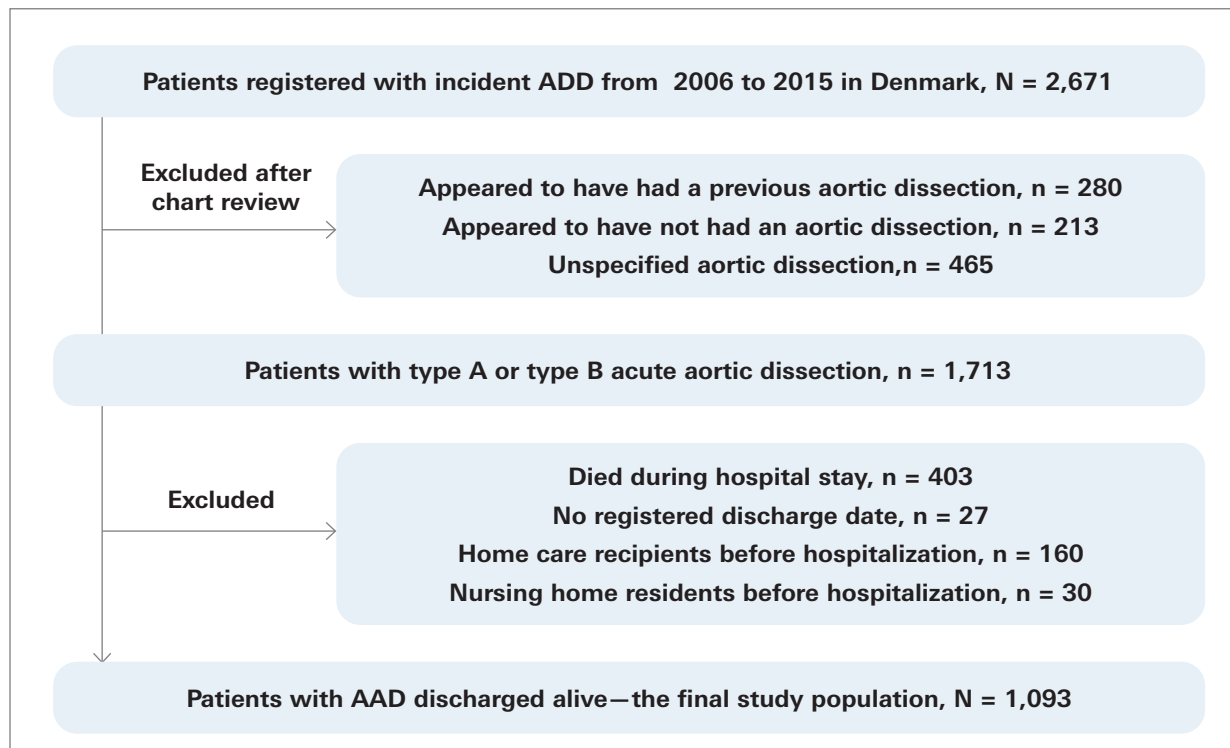 Patients registered with incident ADD from  2006 to 2015 in Denmark, N = 2,671
Excluded after
chart review
Appeared to have had a previous aortic dissection, n = 280
Appeared to have not had an aortic dissection, n = 213
Unspecified aortic dissection,n = 465
Patients with type A or type B acute aortic dissection, n = 1,713
Excluded
Died during hospital stay, n = 403
No registered discharge date, n = 27
Home care recipients before hospitalization, n = 160
Nursing home residents before hospitalization, n = 30
Patients with AAD discharged alive—the final study population, N = 1,093